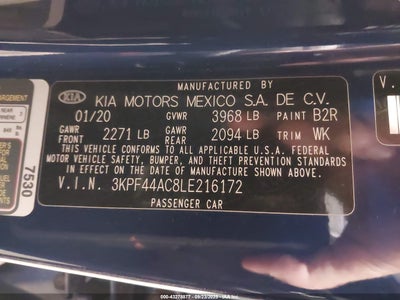 MANUFACTURED BY
KIA KIA MOTORS MEXICO S.A. DE C.V.
01/20 GVWR 3968 LB PAINT B2R
GAWR FRONT 2271 LB GAWR REAR 2094 LB TRIM WK
THIS VEHICLE CONFORMS TO ALL APPLICABLE U.S.A. FEDERAL
MOTOR VEHICLE SAFETY, BUMPER, AND THEFT PREVENTION STANDARDS
IN EFFECT ON THE DATE OF MANUFACTURE SHOWN ABOVE.
V.I.N. 3KPF44AC8LE216172
PASSENGER CAR
7530
V.